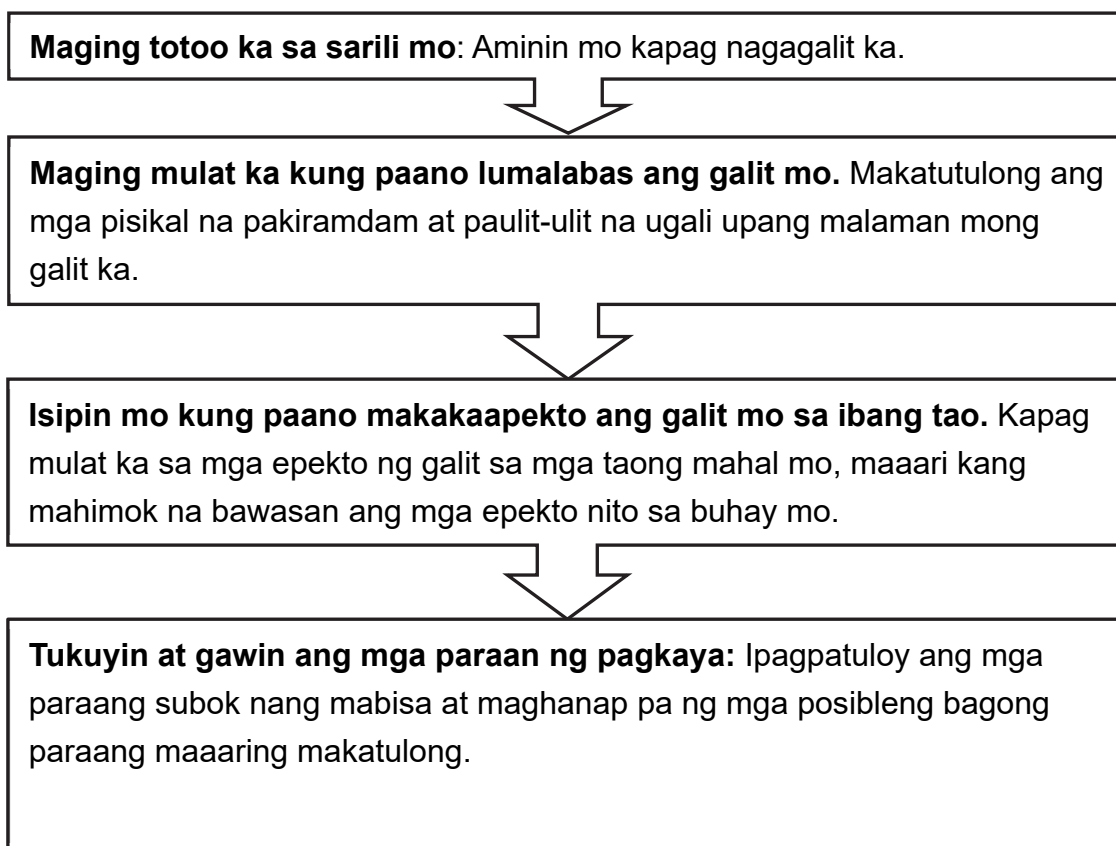 Maging totoo ka sa sarili mo: Aminin mo kapag nagagalit ka.
Maging mulat ka kung paano lumalabas ang galit mo. Makatutulong ang
mga pisikal na pakiramdam at paulit-ulit na ugali upang malaman mong
galit ka.
Isipin mo kung paano makakaapekto ang galit mo sa ibang tao. Kapag
mulat ka sa mga epekto ng galit sa mga taong mahal mo, maaari kang
mahimok na bawasan ang mga epekto nito sa buhay mo.
Tukuyin at gawin ang mga paraan ng pagkaya: Ipagpatuloy ang mga
paraang subok nang mabisa at maghanap pa ng mga posibleng bagong
paraang maaaring makatulong.